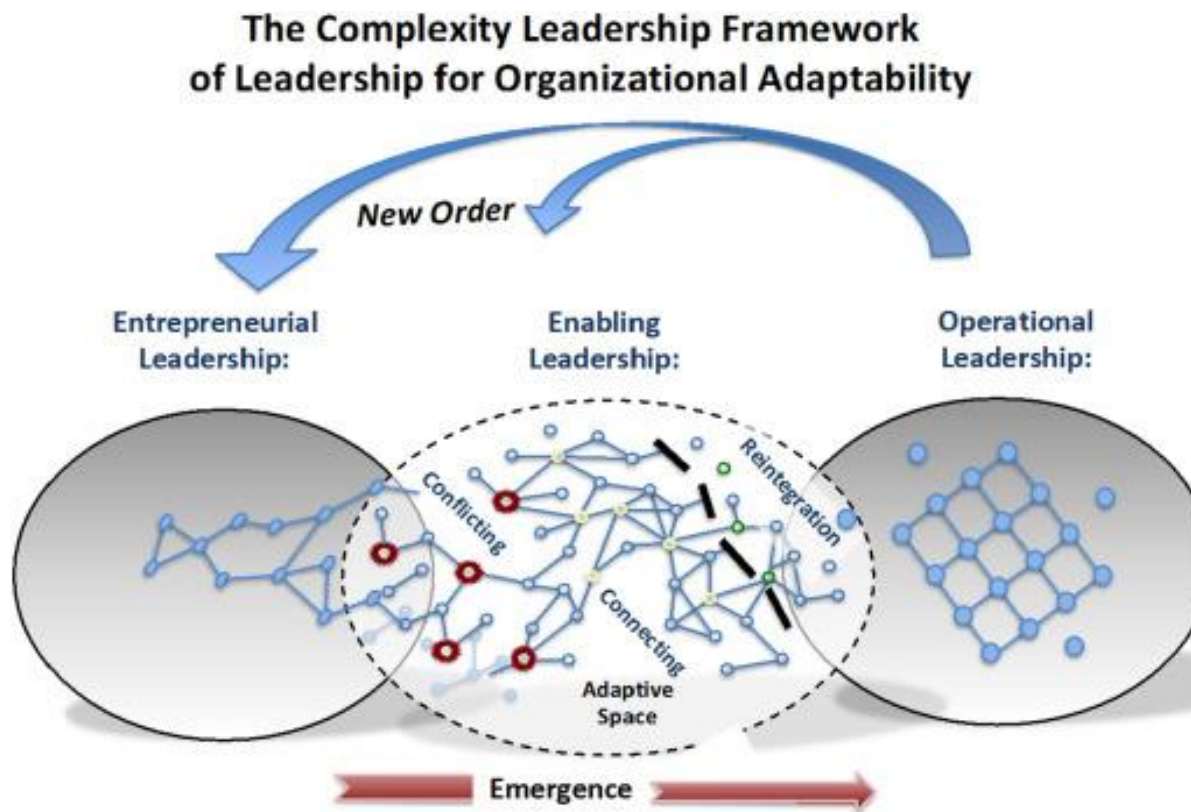 The Complexity Leadership Framework
of Leadership for Organizational Adaptability
New Order
Entrepreneurial
Leadership:
Enabling
Leadership:
Operational
Leadership:
Conflicting
Connecting
Reintegration
Adaptive
Space
Emergence